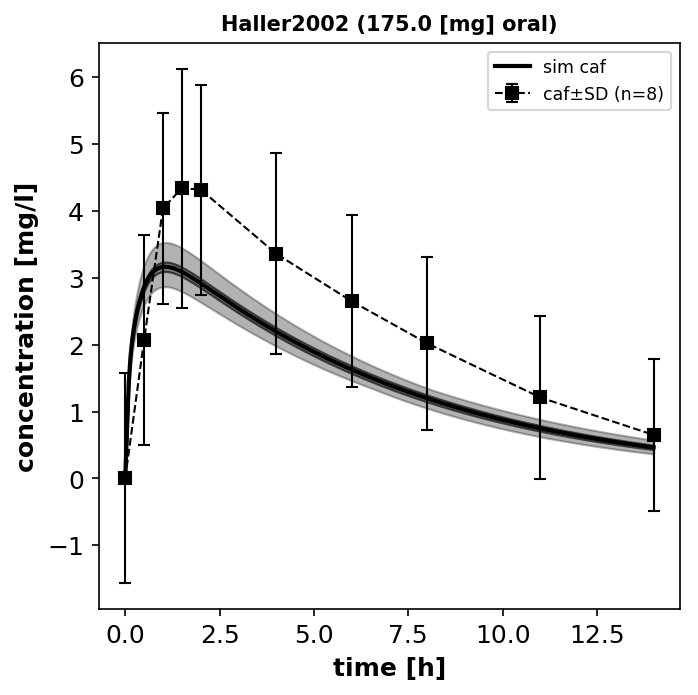 Haller2002 (175.0 [mg] oral)
sim caf
caf±SD (n=8)
concentration [mg/l]
6
5
4
3
2
1
0
−1
0.0 2.5 5.0 7.5 10.0 12.5
time [h]